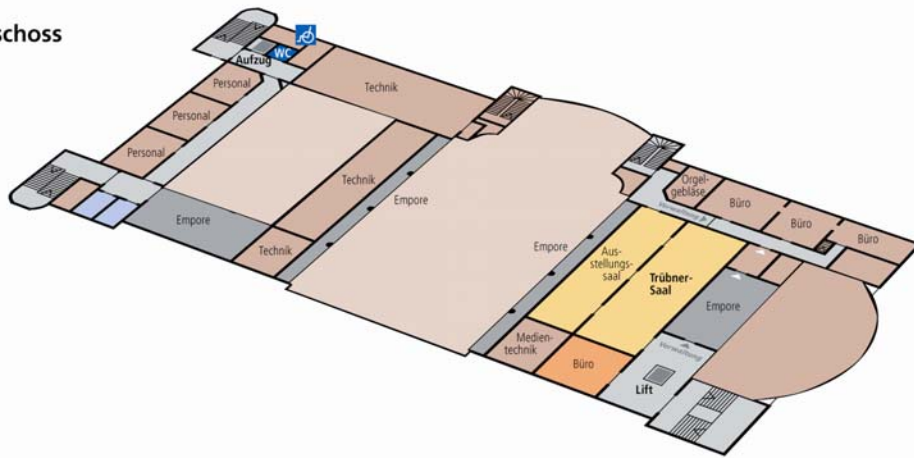 schoss
WC
Aufzug
Personal
Technik
Personal
Personal
Technik
Empore
Empore
Technik
Orgel-
gebläse
Büro
Verwaltung
Büro
Büro
Empore
Aus-
stellungs-
saal
Trübner-
Saal
Empore
Medien-
technik
Büro
Verwaltung
Lift